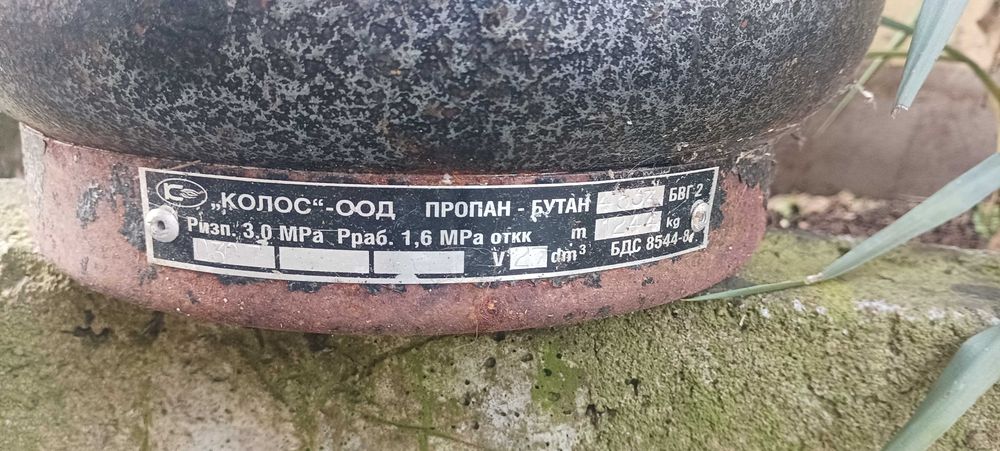 „КОЛОС“-ООД ПРОПАН - БУТАН БВГ 2
Ризп. 3,0 MPa Рраб. 1,6 MPa откк m kg
V dm³ БДС 8544-8